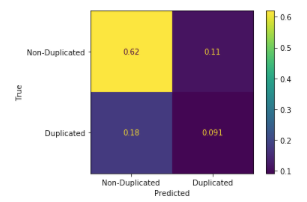 Non-Duplicated 0.62 0.11 0.6
0.5
0.4
True
0.3
Duplicated 0.18 0.091 0.2
0.1
Non-Duplicated Duplicated
Predicted